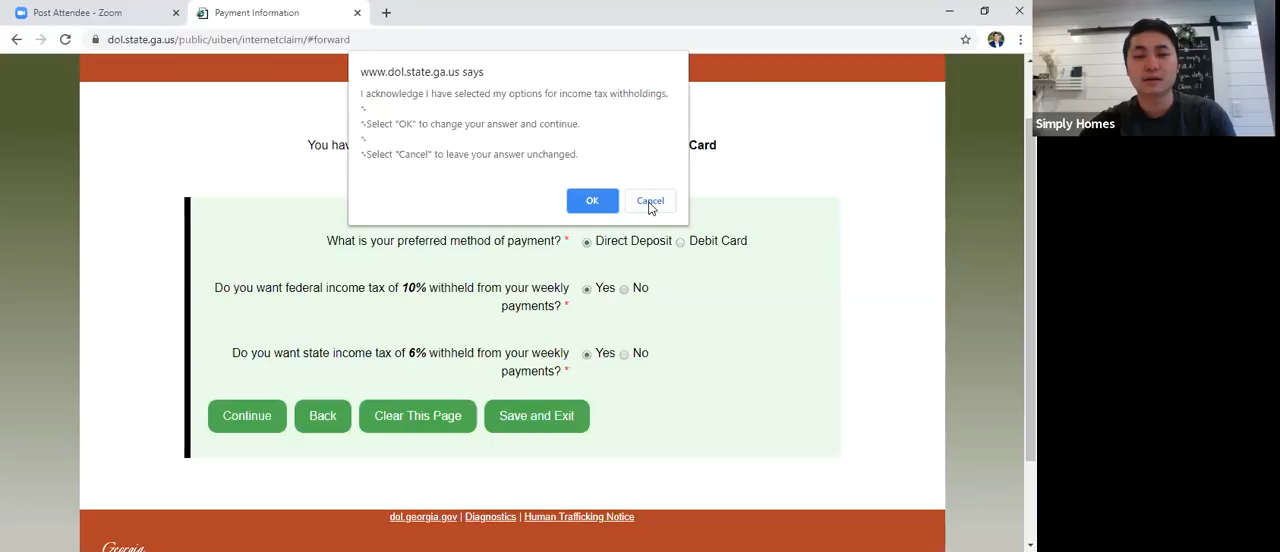 Post Attendee - Zoom
Payment Information
dol.state.ga.us/public/uiben/internetclaim/#forward
www.dol.state.ga.us says
I acknowledge I have selected my options for income tax withholdings.
Select "OK" to change your answer and continue.
Select "Cancel" to leave your answer unchanged.
OK Cancel
You hav
Card
What is your preferred method of payment? * Direct Deposit Debit Card
Do you want federal income tax of 10% withheld from your weekly payments? * Yes No
Do you want state income tax of 6% withheld from your weekly payments? * Yes No
Continue Back Clear This Page Save and Exit
dol.georgia.gov | Diagnostics | Human Trafficking Notice
Georgia
Simply Homes